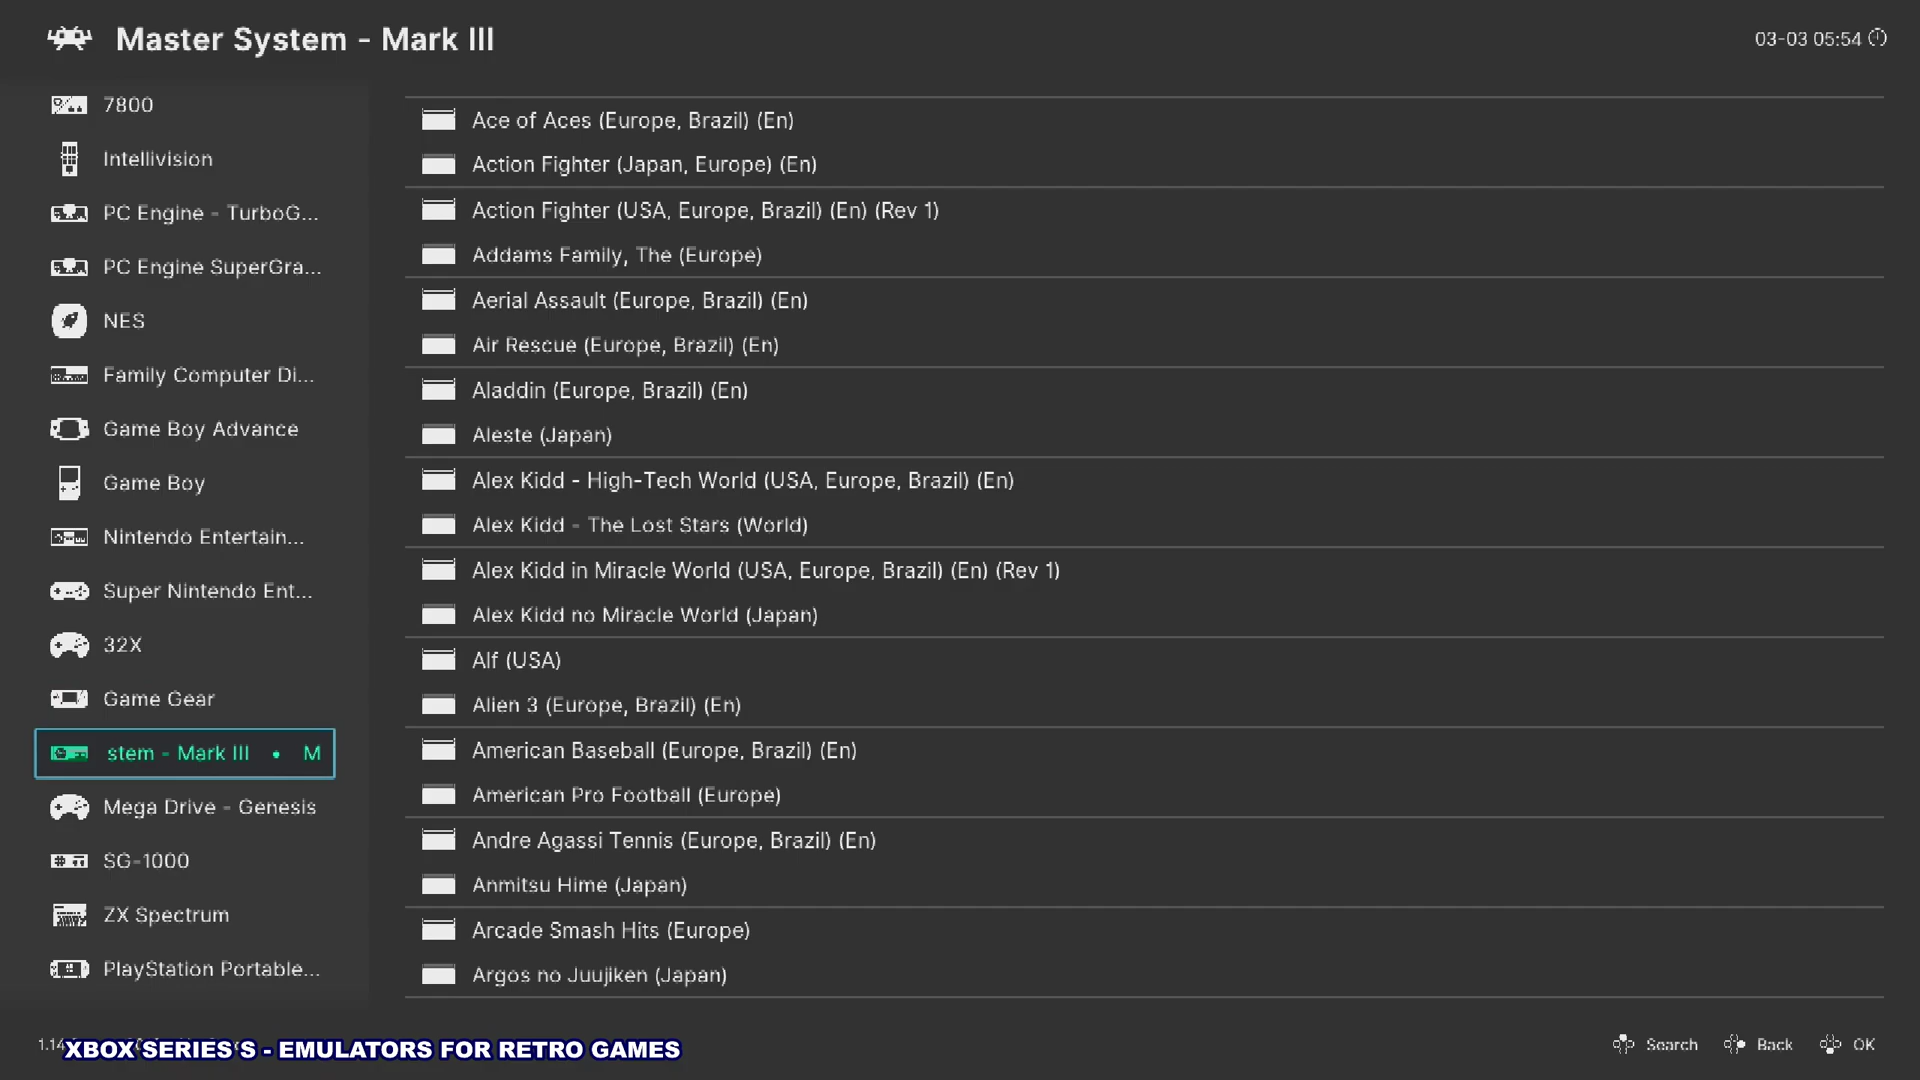 Master System - Mark III
03-03 05:54
7800
Intellivision
PC Engine - TurboG...
PC Engine SuperGra...
NES
Family Computer Di...
Game Boy Advance
Game Boy
Nintendo Entertain...
Super Nintendo Ent...
32X
Game Gear
stem - Mark III • M
Mega Drive - Genesis
SG-1000
ZX Spectrum
PlayStation Portable...
Ace of Aces (Europe, Brazil) (En)
Action Fighter (Japan, Europe) (En)
Action Fighter (USA, Europe, Brazil) (En) (Rev 1)
Addams Family, The (Europe)
Aerial Assault (Europe, Brazil) (En)
Air Rescue (Europe, Brazil) (En)
Aladdin (Europe, Brazil) (En)
Aleste (Japan)
Alex Kidd - High-Tech World (USA, Europe, Brazil) (En)
Alex Kidd - The Lost Stars (World)
Alex Kidd in Miracle World (USA, Europe, Brazil) (En) (Rev 1)
Alex Kidd no Miracle World (Japan)
Alf (USA)
Alien 3 (Europe, Brazil) (En)
American Baseball (Europe, Brazil) (En)
American Pro Football (Europe)
Andre Agassi Tennis (Europe, Brazil) (En)
Anmitsu Hime (Japan)
Arcade Smash Hits (Europe)
Argos no Juujiken (Japan)
XBOX SERIES S - EMULATORS FOR RETRO GAMES
Search Back OK